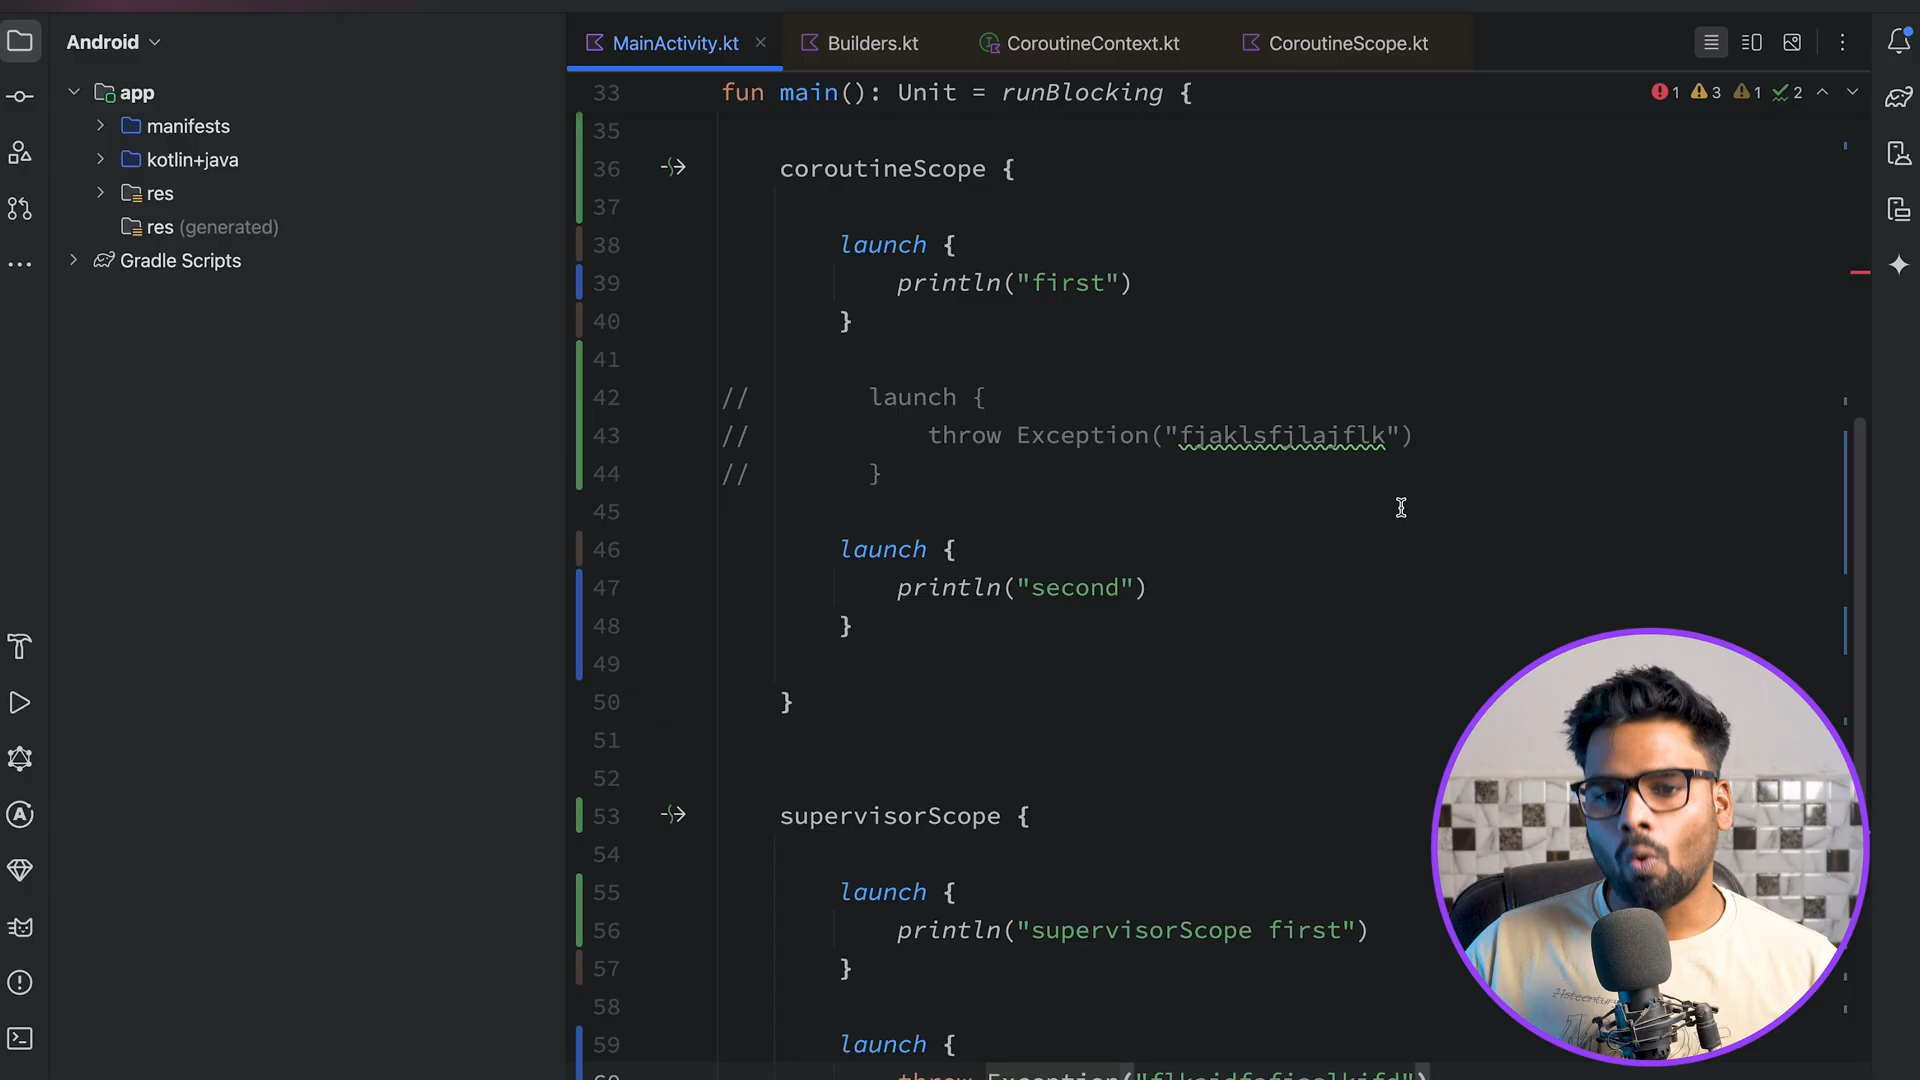 Android
MainActivity.kt
Builders.kt
CoroutineContext.kt
CoroutineScope.kt
app
manifests
kotlin+java
res
res (generated)
Gradle Scripts
1 3 1 2
33 fun main(): Unit = runBlocking {
35
36 coroutineScope {
37
38 launch {
39 println("first")
40 }
41
42 // launch {
43 // throw Exception("fjaklsfjlajflk")
44 // }
45
46 launch {
47 println("second")
48 }
49
50 }
51
52
53 supervisorScope {
54
55 launch {
56 println("supervisorScope first")
57 }
58
59 launch {
21stcentury